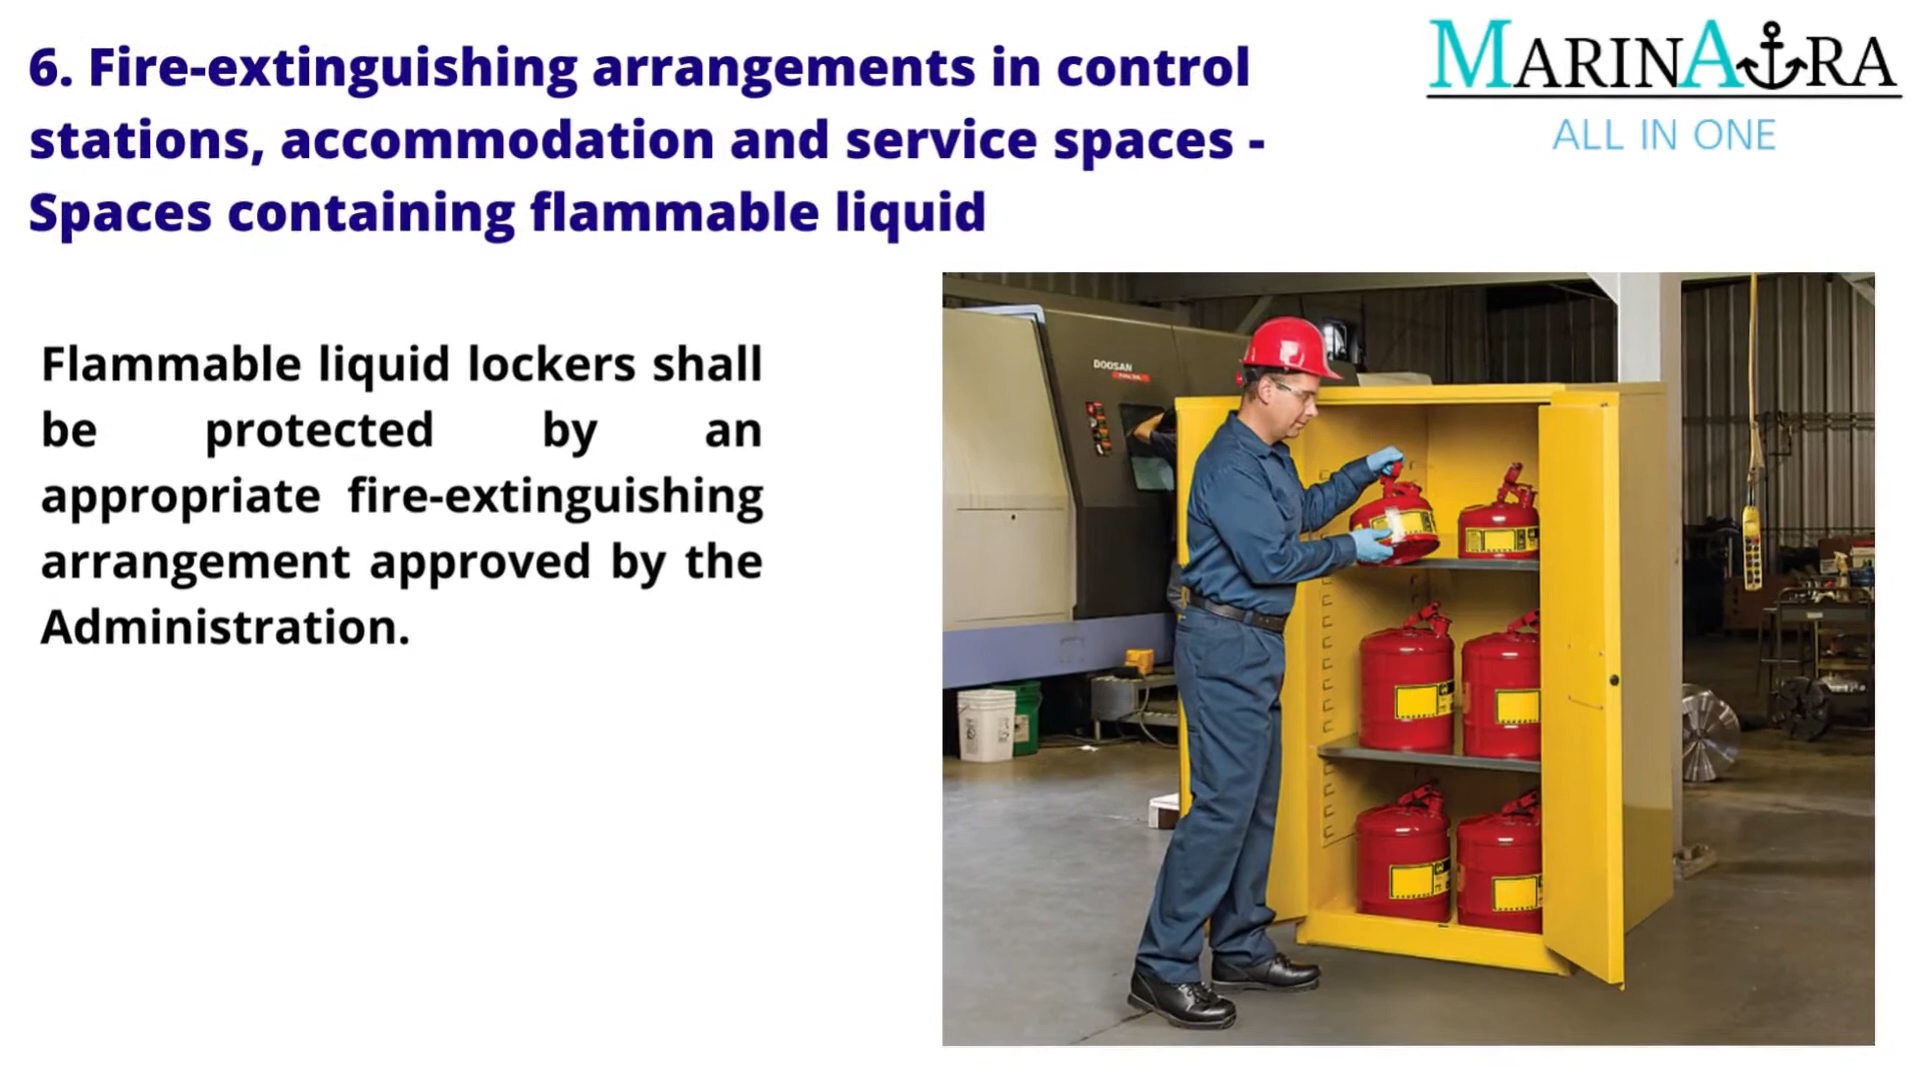 6. Fire-extinguishing arrangements in control
stations, accommodation and service spaces -
Spaces containing flammable liquid
MARINAURA
ALL IN ONE
Flammable liquid lockers shall
be protected by an
appropriate fire-extinguishing
arrangement approved by the
Administration.
DOOSAN